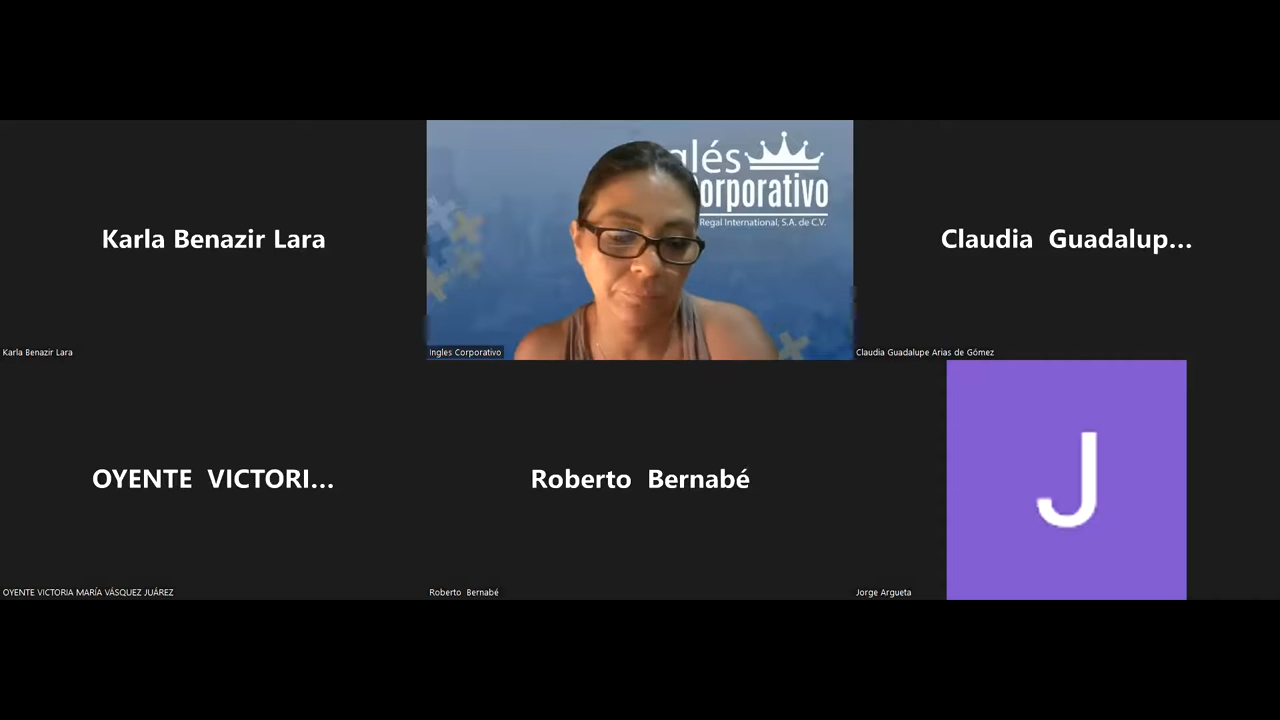 Karla Benazir Lara
Karla Benazir Lara
glés
orporativo
Regal International, S.A. de C.V.
Ingles Corporativo
Claudia Guadalup...
Claudia Guadalupe Arias de Gómez
OYENTE VICTORI...
OYENTE VICTORIA MARÍA VÁSQUEZ JUÁREZ
Roberto Bernabé
Roberto Bernabé
J
Jorge Argueta